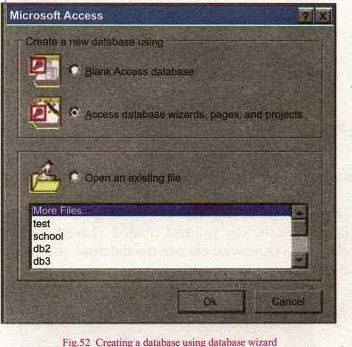 Microsoft Access
Create a new database using
Blank Access database
Access database wizards, pages, and projects
Open an existing file
More Files...
test
school
db2
db3
Ok
Cancel
Fig.52 Creating a database using database wizard